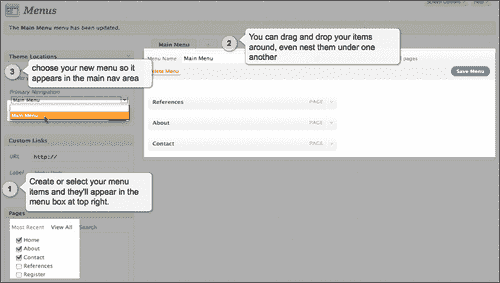 Menus
Screen Options
Help
The Main Menu menu has been updated.
Theme Locations
3
choose your new menu so it
appears in the main nav area
Primary Navigation
Main Menu
Main Menu
Custom Links
URL
http://
Label
1
Create or select your menu
items and they'll appear in the
menu box at top right.
Pages
Most Recent
View All
Search
Home
About
Contact
References
Register
2
You can drag and drop your items
around, even nest them under one
another
Main Menu
Menu Name
Main Menu
pages
Menu
Save Menu
References
PAGE
About
PAGE
Contact
PAGE